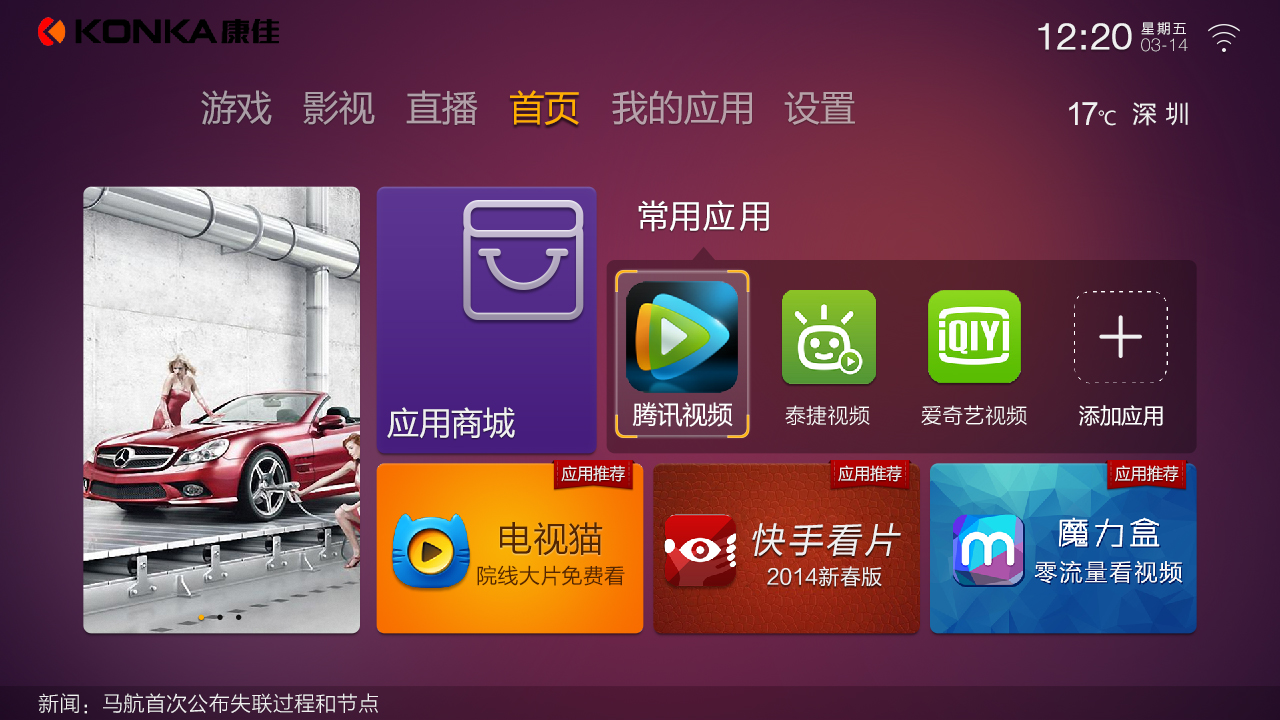 KONKA康佳
12:20
星期五
03-14
游戏 影视 直播 首页 我的应用 设置
17℃ 深圳
常用应用
应用商城
腾讯视频
泰捷视频
iQIYI
爱奇艺视频
添加应用
应用推荐
电视猫
院线大片免费看
应用推荐
快手看片
2014新春版
应用推荐
m
魔力盒
零流量看视频
新闻：马航首次公布失联过程和节点